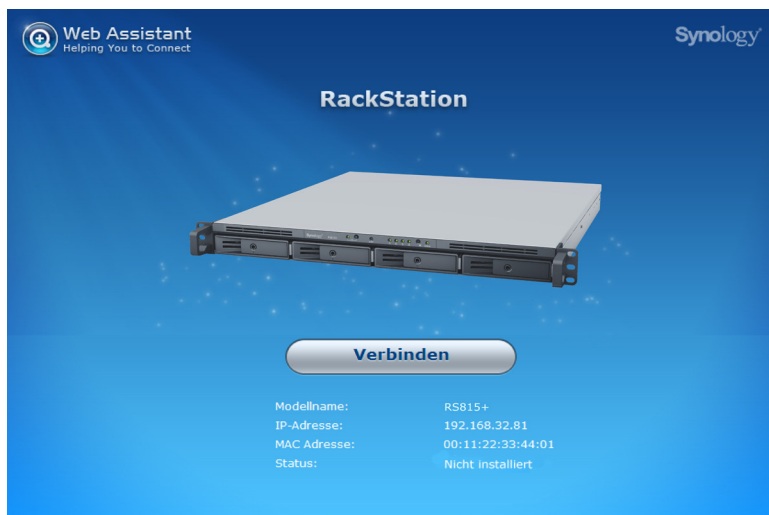 Web Assistant
Helping You to Connect
Synology
RackStation
Verbinden
Modellname: RS815+
IP-Adresse: 192.168.32.81
MAC Adresse: 00:11:22:33:44:01
Status: Nicht installiert